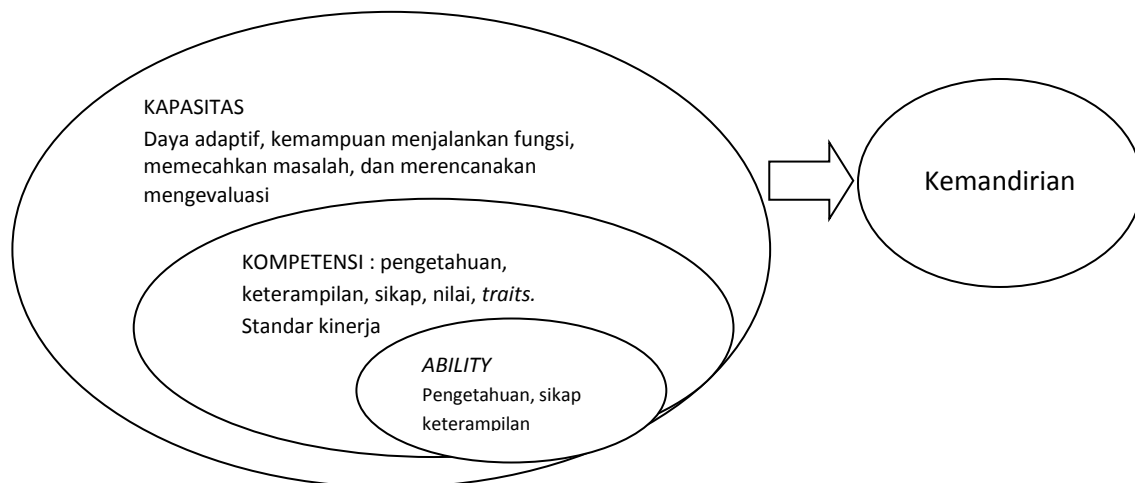 KAPASITAS
Daya adaptif, kemampuan menjalankan fungsi,
memecahkan masalah, dan merencanakan
mengevaluasi
KOMPETENSI : pengetahuan,
keterampilan, sikap, nilai, traits.
Standar kinerja
ABILITY
Pengetahuan, sikap
keterampilan
Kemandirian